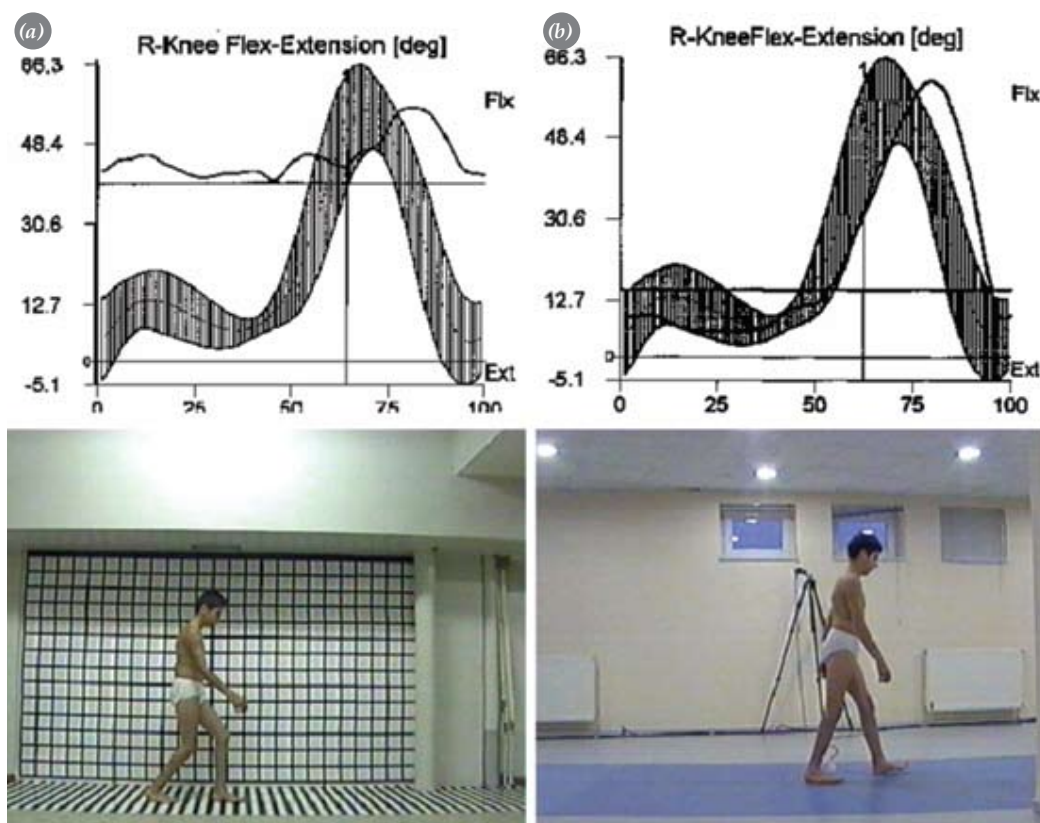 (a)
R-Knee Flex-Extension [deg]
66.3
Flx
48.4
30.6
12.7
0
Ext
-5.1
0 25 50 75 100
(b)
R-KneeFlex-Extension [deg]
66.3
1
Flx
48.4
30.6
12.7
0
Ext
-5.1
0 25 50 75 100